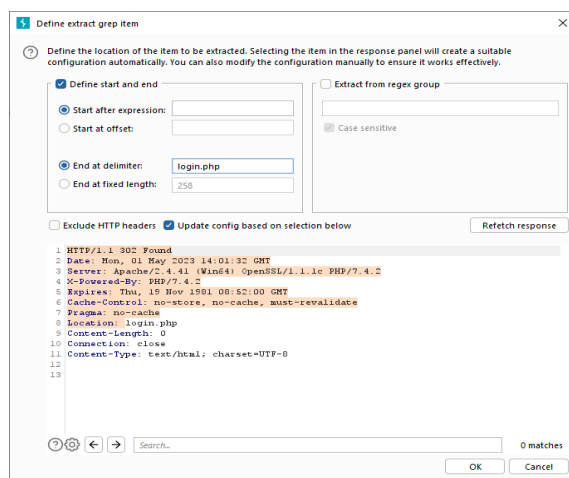 Define extract grep item
Define the location of the item to be extracted. Selecting the item in the response panel will create a suitable
configuration automatically. You can also modify the configuration manually to ensure it works effectively.
Define start and end
Start after expression:
Start at offset:
End at delimiter: login.php
End at fixed length: 258
Extract from regex group
Case sensitive
Exclude HTTP headers Update config based on selection below Refetch response
1 HTTP/1.1 302 Found
2 Date: Mon, 01 May 2023 14:01:32 GMT
3 Server: Apache/2.4.41 (Win64) OpenSSL/1.1.1c PHP/7.4.2
4 X-Powered-By: PHP/7.4.2
5 Expires: Thu, 19 Nov 1981 08:52:00 GMT
6 Cache-Control: no-store, no-cache, must-revalidate
7 Pragma: no-cache
8 Location: login.php
9 Content-Length: 0
10 Connection: close
11 Content-Type: text/html; charset=UTF-8
12
13
Search... 0 matches
OK Cancel